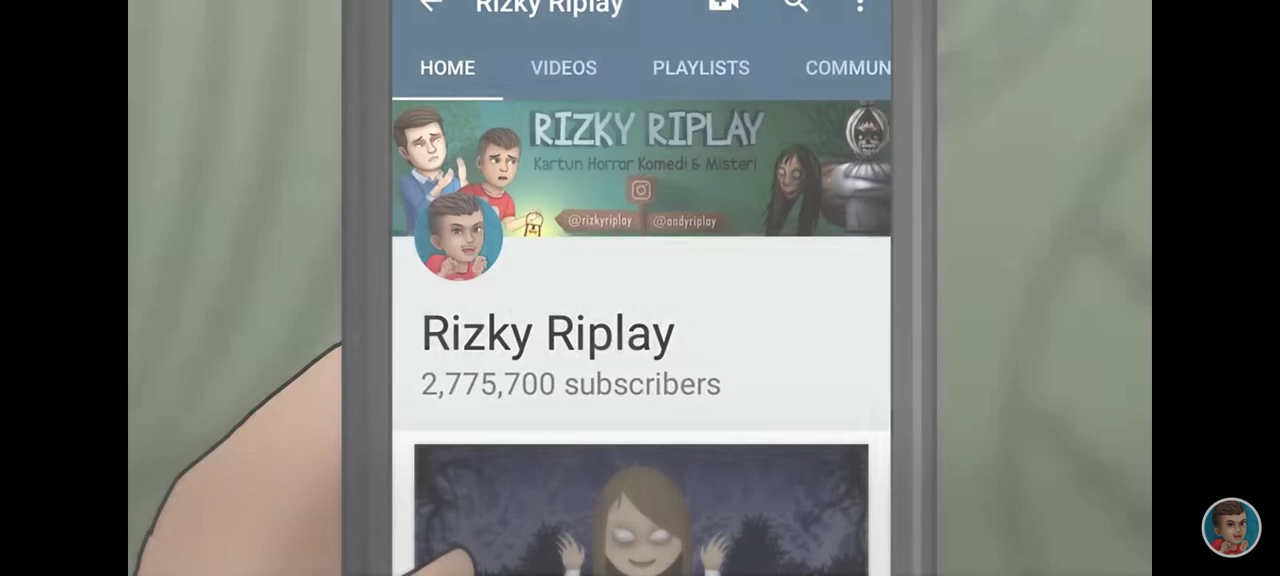 Rizky Riplay
HOME VIDEOS PLAYLISTS COMMUN
RIZKY RIPLAY
Kartun Horror Komedi & Misteri
@rizkyriplay @andyriplay
Rizky Riplay
2,775,700 subscribers